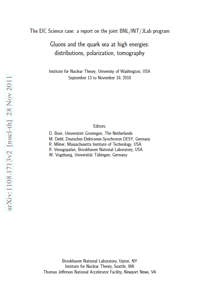 The EIC Science case: a report on the joint BNL/INT/JLab program
Gluons and the quark sea at high energies:
distributions, polarization, tomography
Institute for Nuclear Theory, University of Washington, USA
September 13 to November 19, 2010
Editors:
D. Boer, Universiteit Groningen, The Netherlands
M. Diehl, Deutsches Elektronen-Synchroton DESY, Germany
R. Milner, Massachusetts Institute of Technology, USA
R. Venugopalan, Brookhaven National Laboratory, USA
W. Vogelsang, Universität Tübingen, Germany
Brookhaven National Laboratory, Upton, NY
Institute for Nuclear Theory, Seattle, WA
Thomas Jefferson National Accelerator Facility, Newport News, VA
arXiv:1108.1713v2 [nucl-th] 28 Nov 2011